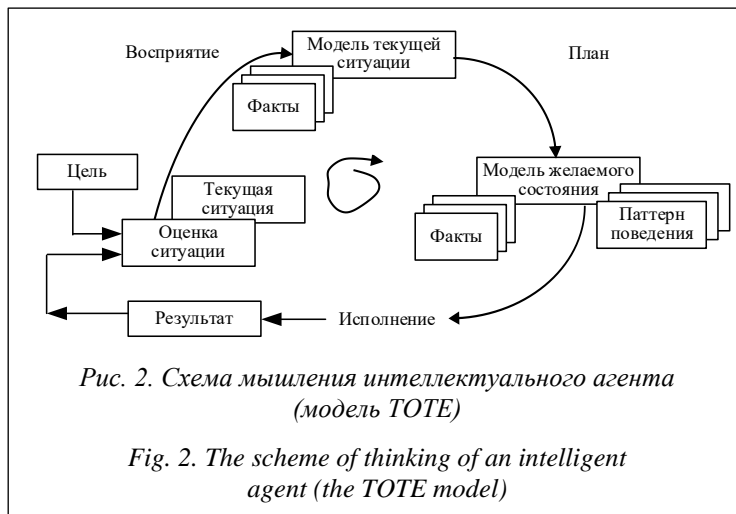 Восприятие
Модель текущей
ситуации
План
Факты
Цель
Текущая
ситуация
Оценка
ситуации
Модель желаемого
состояния
Факты
Паттерн
поведения
Результат
Исполнение
Рис. 2. Схема мышления интеллектуального агента
(модель TOTE)
Fig. 2. The scheme of thinking of an intelligent
agent (the TOTE model)